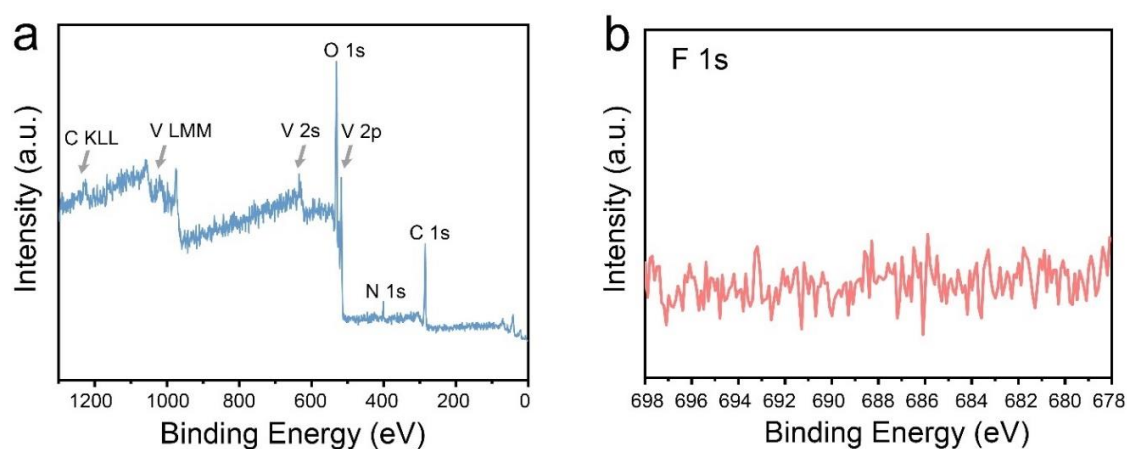 a
O 1s
C KLL
V LMM
V 2s
V 2p
C 1s
N 1s
Intensity (a.u.)
1200 1000 800 600 400 200 0
Binding Energy (eV)
b
F 1s
Intensity (a.u.)
698 696 694 692 690 688 686 684 682 680 678
Binding Energy (eV)